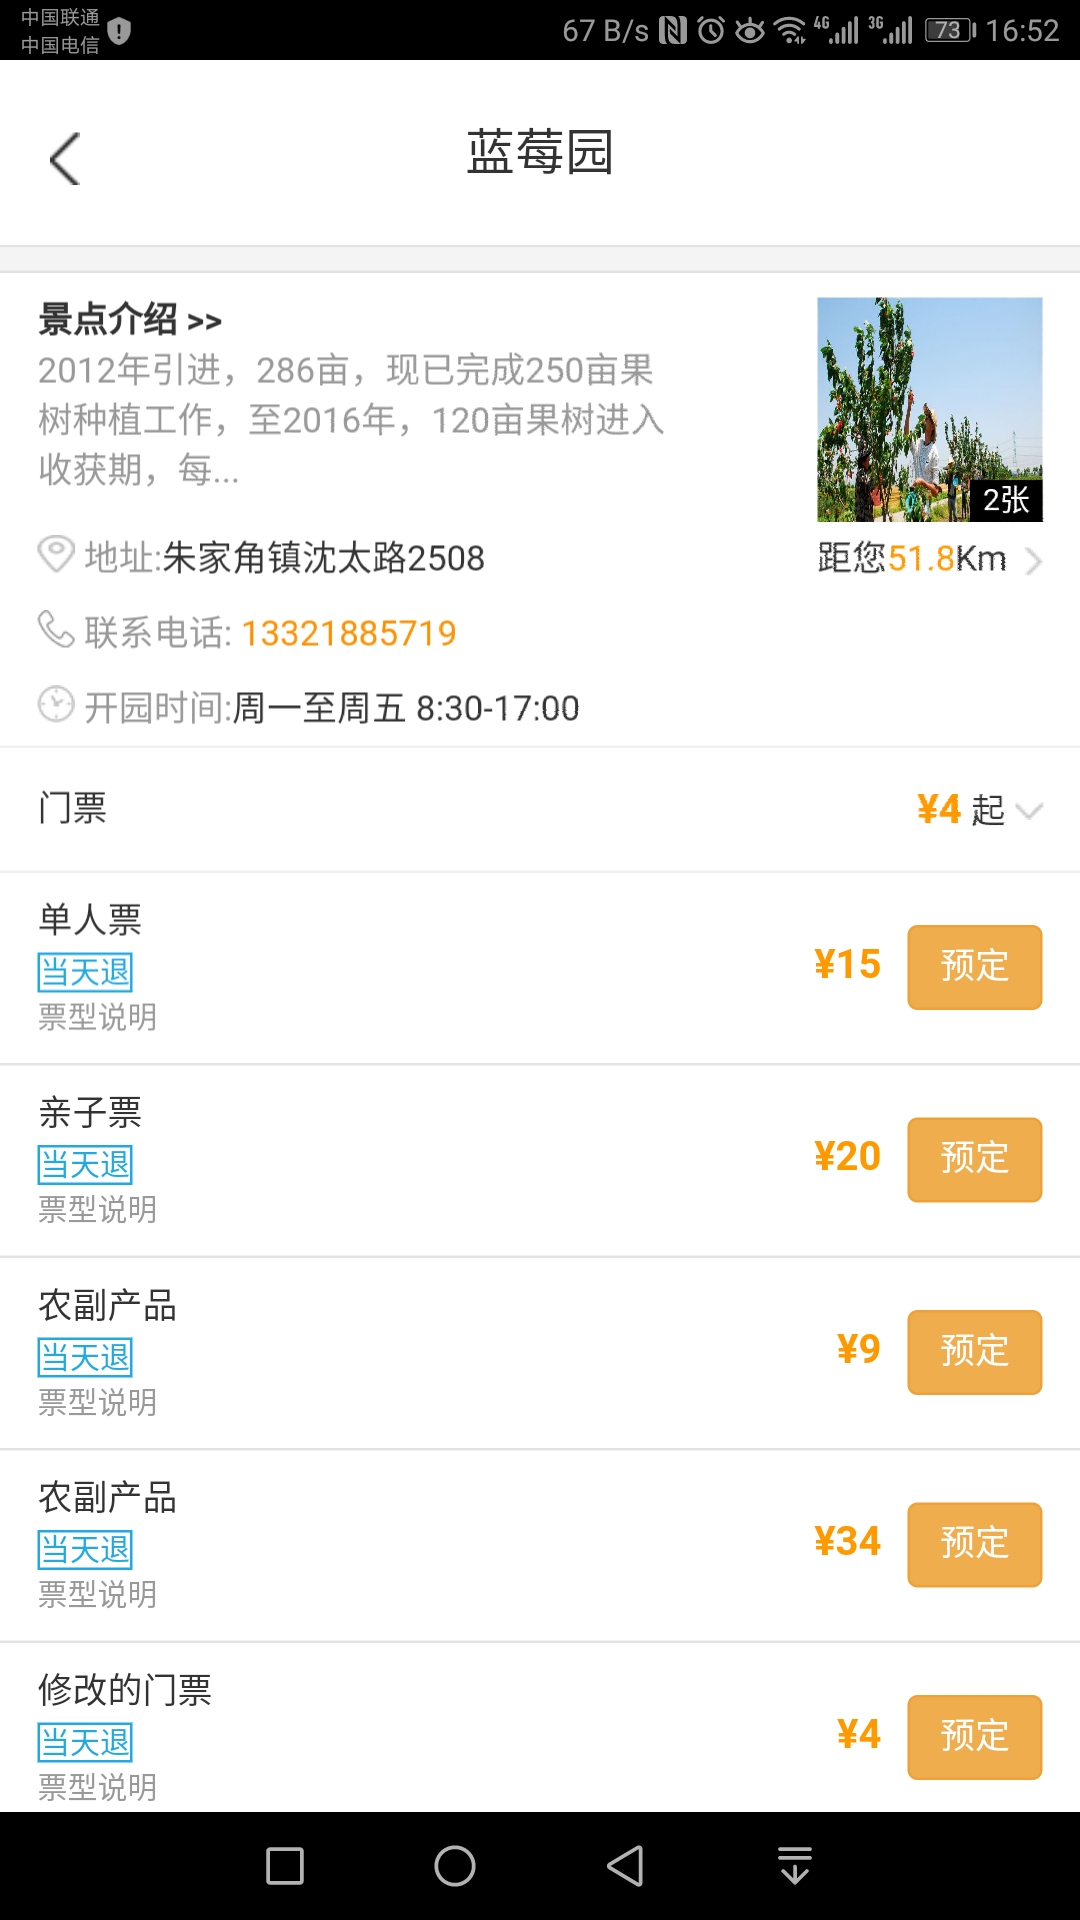 中国联通
中国电信
67 B/s 4G 3G 73 16:52
蓝莓园
景点介绍 >>
2012年引进，286亩，现已完成250亩果
树种植工作，至2016年，120亩果树进入
收获期，每...
2张
地址:朱家角镇沈太路2508
距您51.8Km
联系电话: 13321885719
开园时间:周一至周五 8:30-17:00
门票
¥4 起
单人票
当天退
票型说明
¥15
预定
亲子票
当天退
票型说明
¥20
预定
农副产品
当天退
票型说明
¥9
预定
农副产品
当天退
票型说明
¥34
预定
修改的门票
当天退
票型说明
¥4
预定